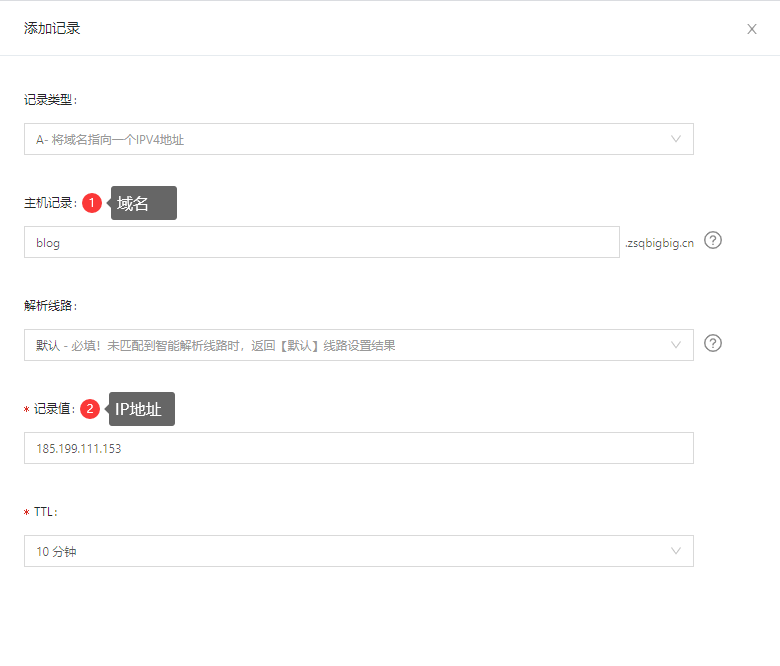 添加记录
记录类型：
A- 将域名指向一个IPV4地址
主机记录： 1 域名
blog .zsqbigbig.cn ?
解析线路：
默认 - 必填！未匹配到智能解析线路时，返回【默认】线路设置结果 ?
* 记录值： 2 IP地址
185.199.111.153
* TTL：
10 分钟